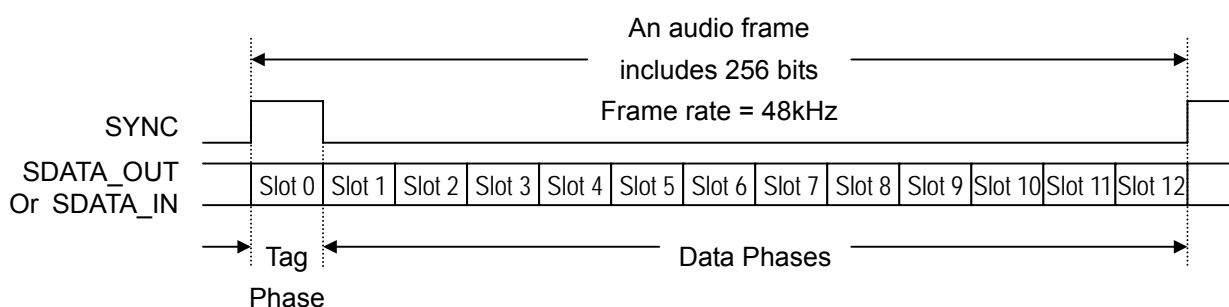 An audio frame
includes 256 bits
Frame rate = 48kHz
SYNC
SDATA_OUT
Or SDATA_IN
Slot 0 Slot 1 Slot 2 Slot 3 Slot 4 Slot 5 Slot 6 Slot 7 Slot 8 Slot 9 Slot 10 Slot 11 Slot 12
Tag
Phase
Data Phases